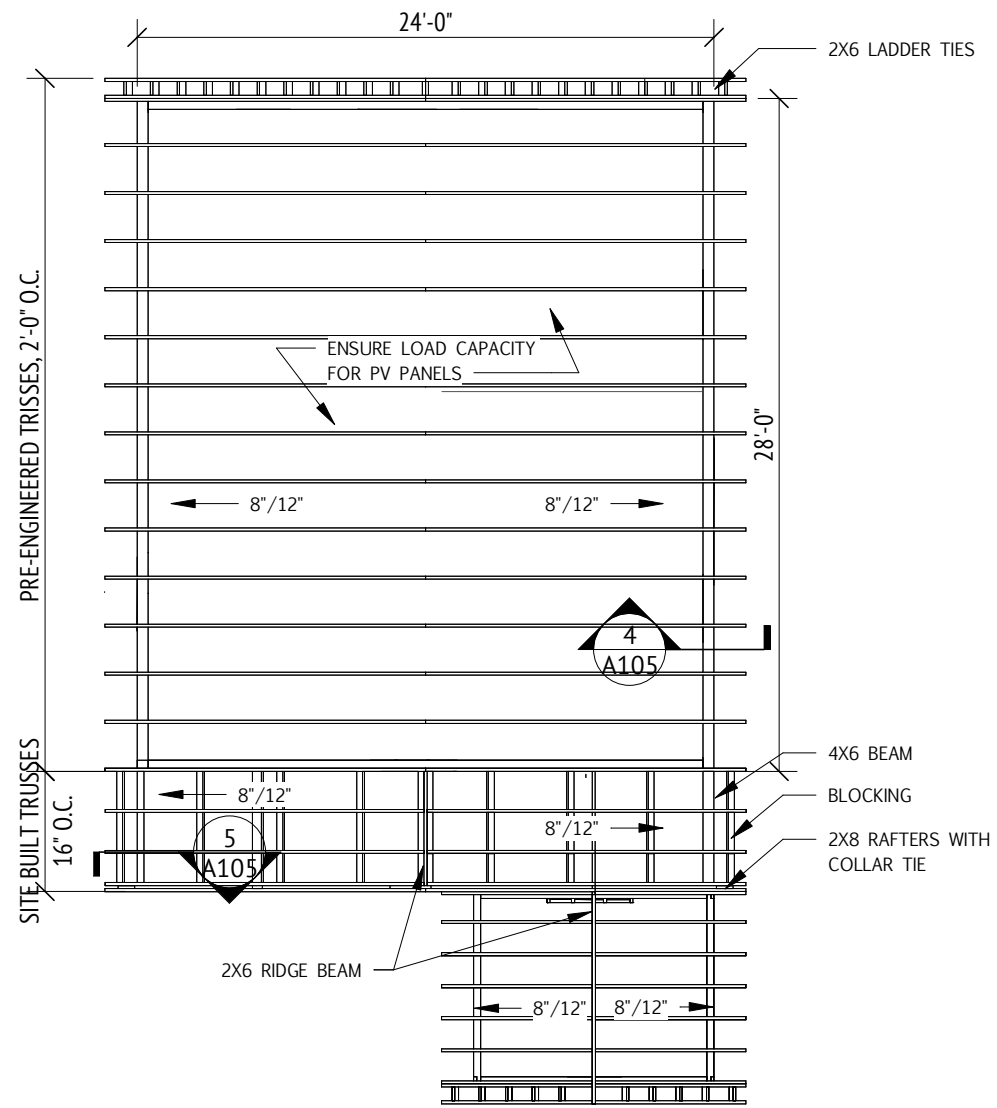 24'-0"
2X6 LADDER TIES
PRE-ENGINEERED TRISSES, 2'-0" O.C.
ENSURE LOAD CAPACITY
FOR PV PANELS
28'-0"
8"/12"
8"/12"
4
A105
SITE BUILT TRUSSES
16" O.C.
4X6 BEAM
8"/12"
BLOCKING
8"/12"
5
A105
2X8 RAFTERS WITH
COLLAR TIE
2X6 RIDGE BEAM
8"/12"
8"/12"